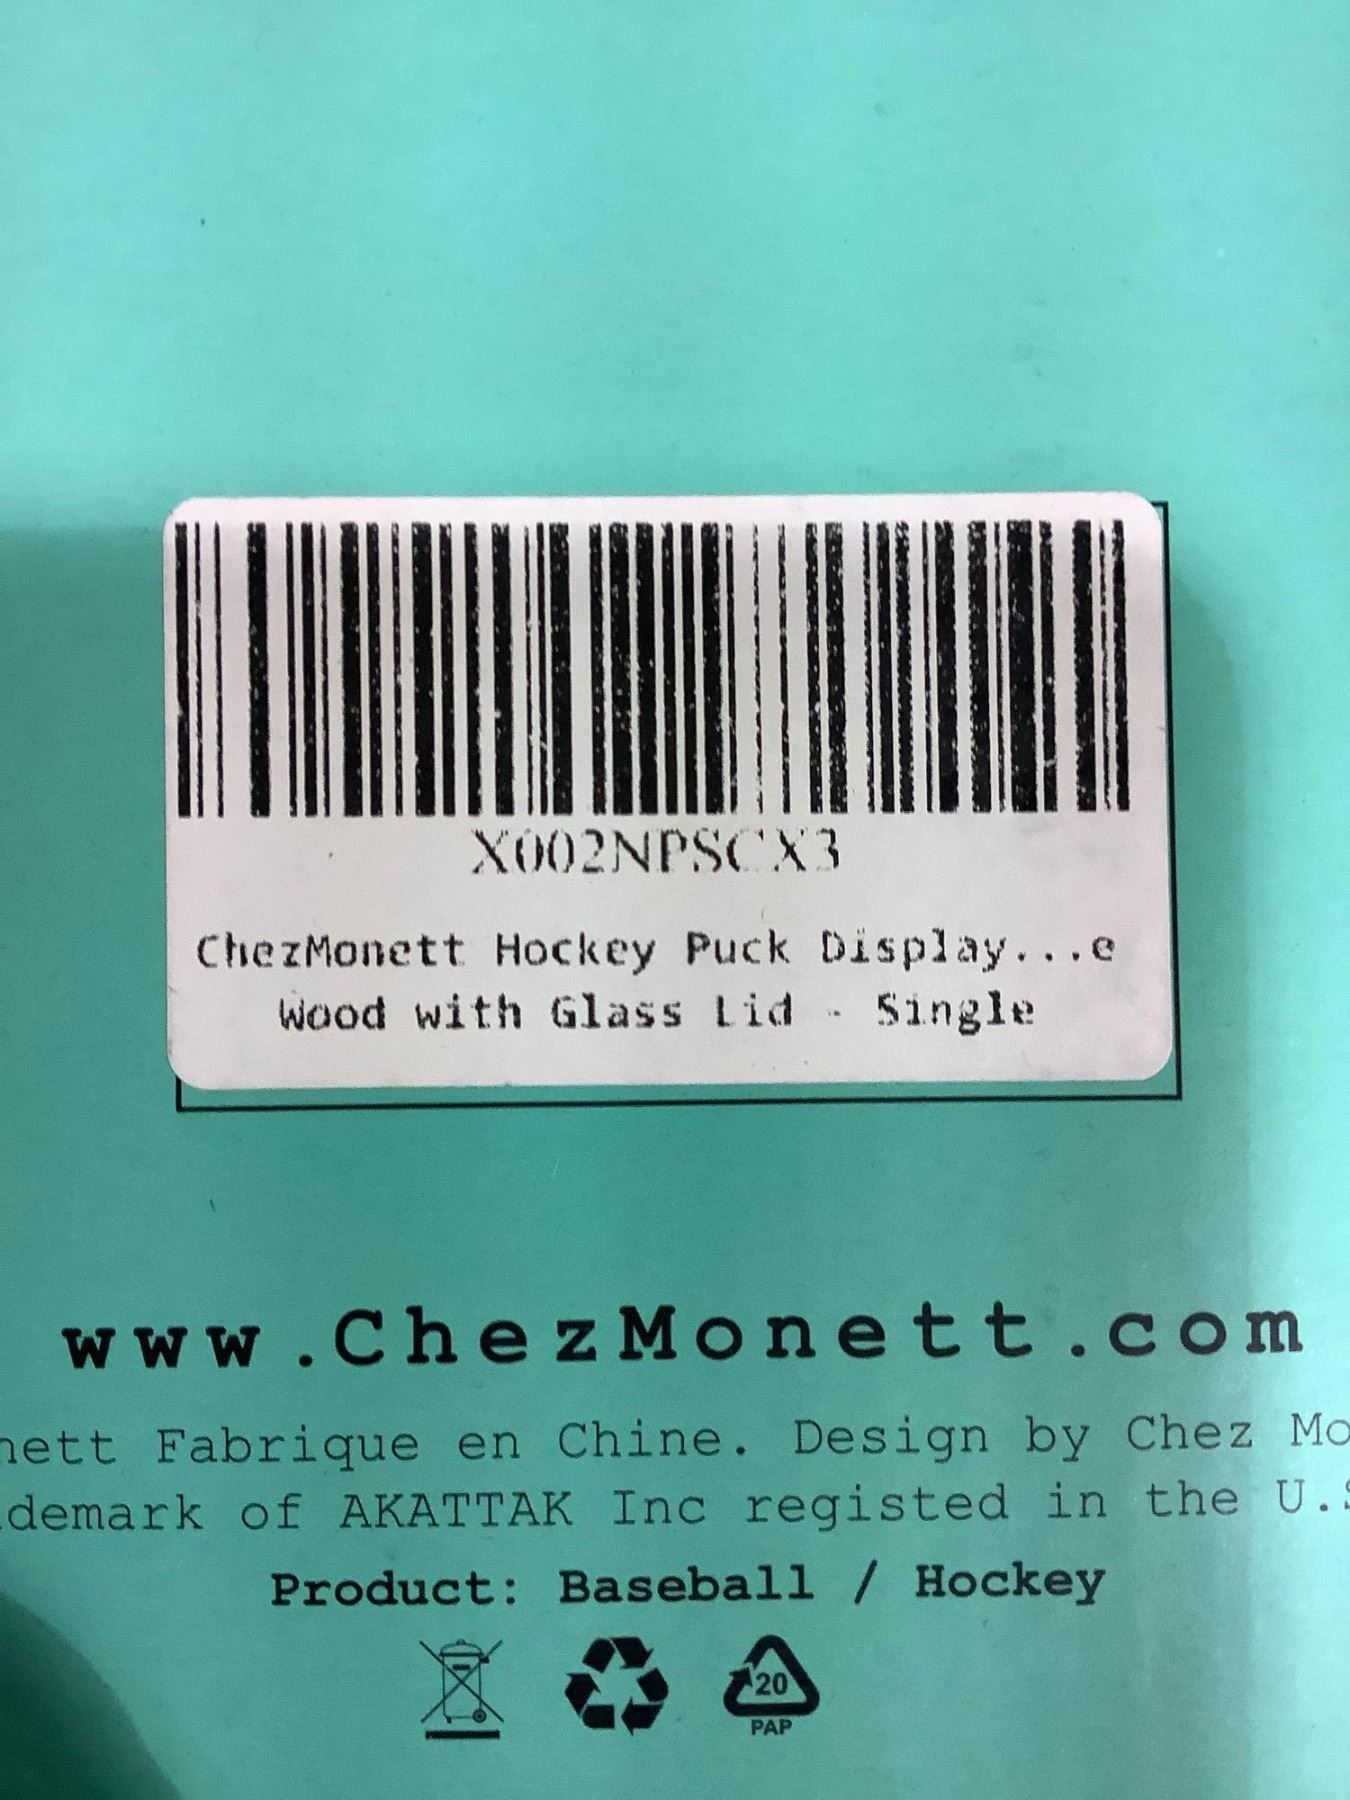 X002NPSCX3
ChezMonett Hockey Puck Display...e
Wood with Glass Lid - Single
www.ChezMonett.com
nett Fabrique en Chine. Design by Chez Mo
demark of AKATTAK Inc registed in the U.S
Product: Baseball / Hockey
20
PAP